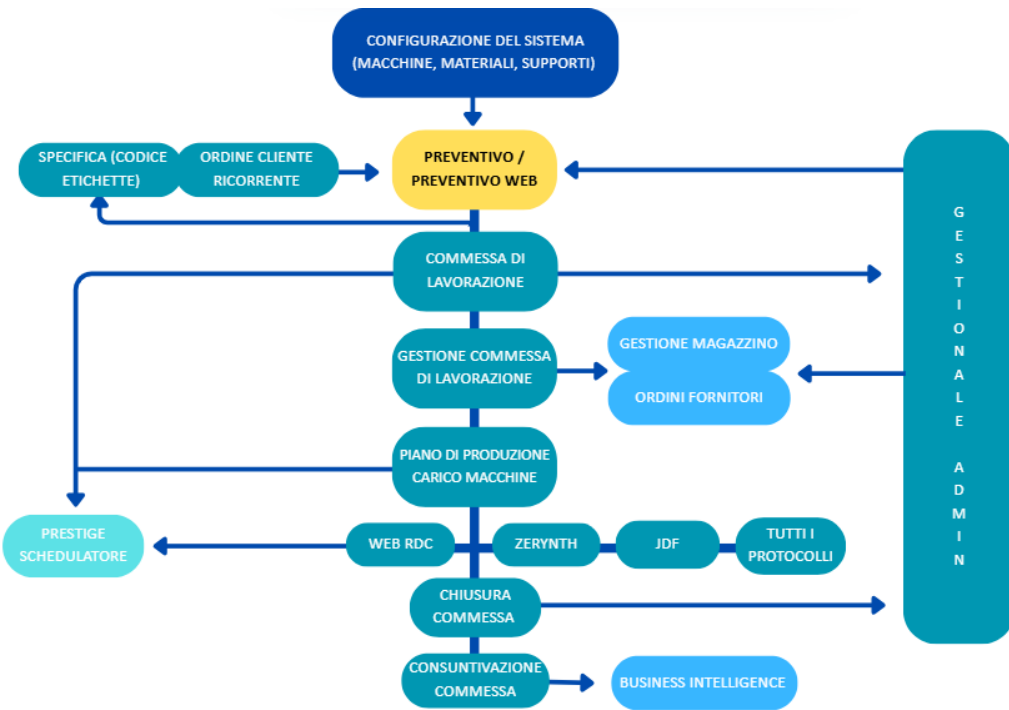 CONFIGURAZIONE DEL SISTEMA
(MACCHINE, MATERIALI, SUPPORTI)
SPECIFICA (CODICE
ETICHETTE)
ORDINE CLIENTE
RICORRENTE
PREVENTIVO /
PREVENTIVO WEB
COMMESSA DI
LAVORAZIONE
GESTIONE COMMESSA
DI LAVORAZIONE
GESTIONE MAGAZZINO
ORDINI FORNITORI
PIANO DI PRODUZIONE
CARICO MACCHINE
PRESTIGE
SCHEDULATORE
WEB RDC
ZERYNTH
JDF
TUTTI I
PROTOCOLLI
CHIUSURA
COMMESSA
CONSUNTIVAZIONE
COMMESSA
BUSINESS INTELLIGENCE
GESTIONALE ADMIN